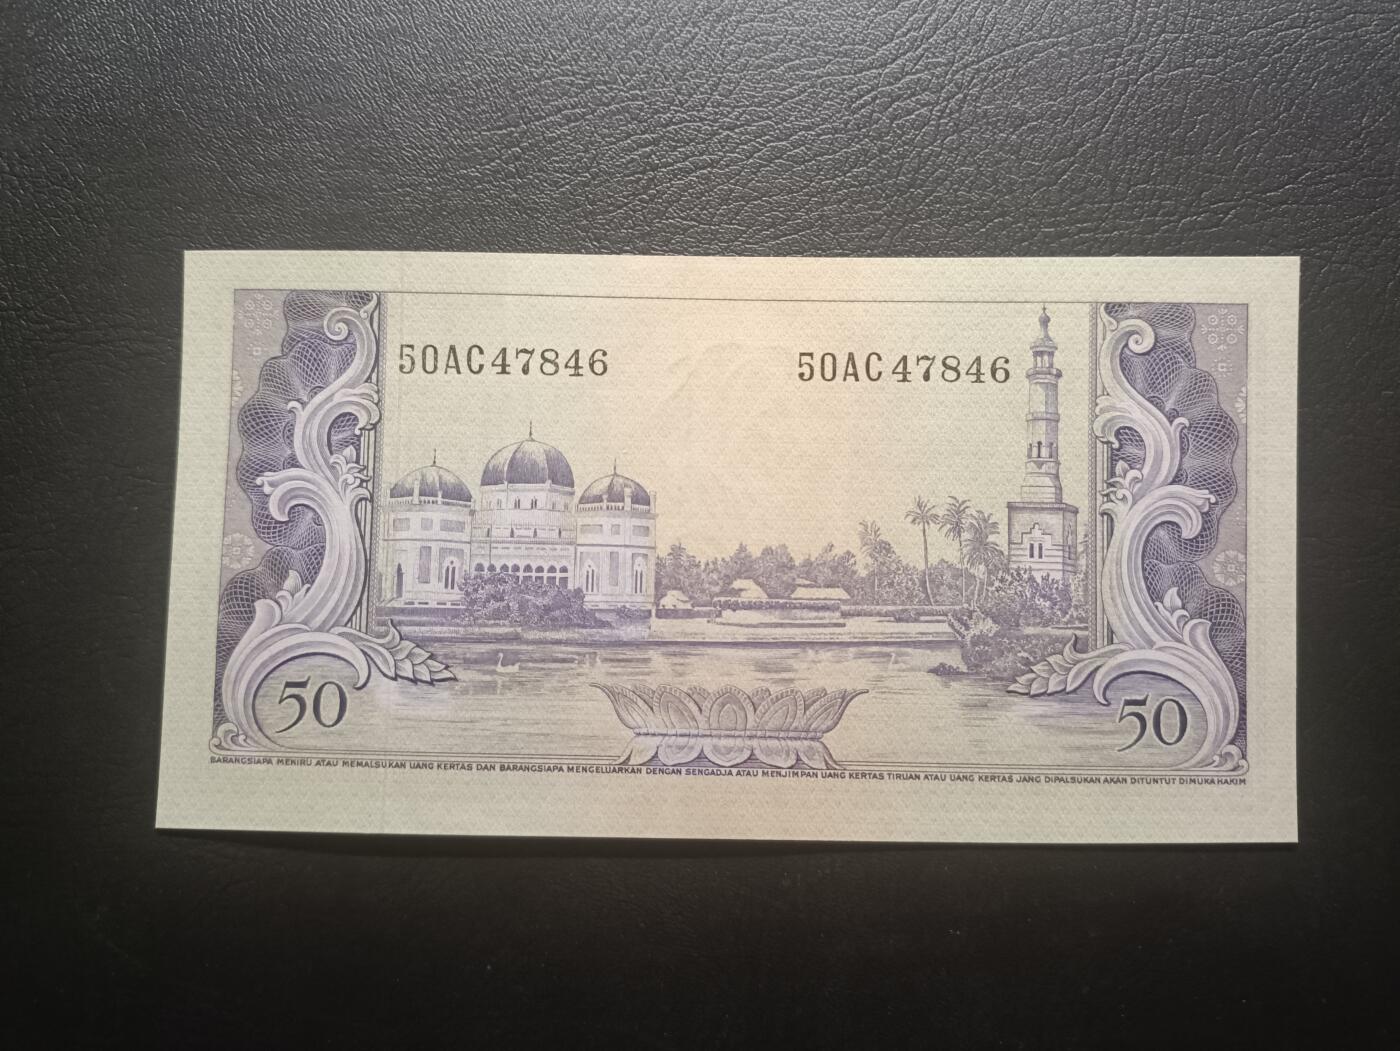 50AC47846 50AC47846
50 50
BARANGSIAPA MENIRU ATAU MEMALSUKAN UANG KERTAS DAN BARANGSIAPA MENGELUARKAN DENGAN SENGADJA ATAU MENJIMPAN UANG KERTAS TIRUAN ATAU UANG KERTAS JANG DIPALSUKAN AKAN DITUNTUT DIMUKA HAKIM